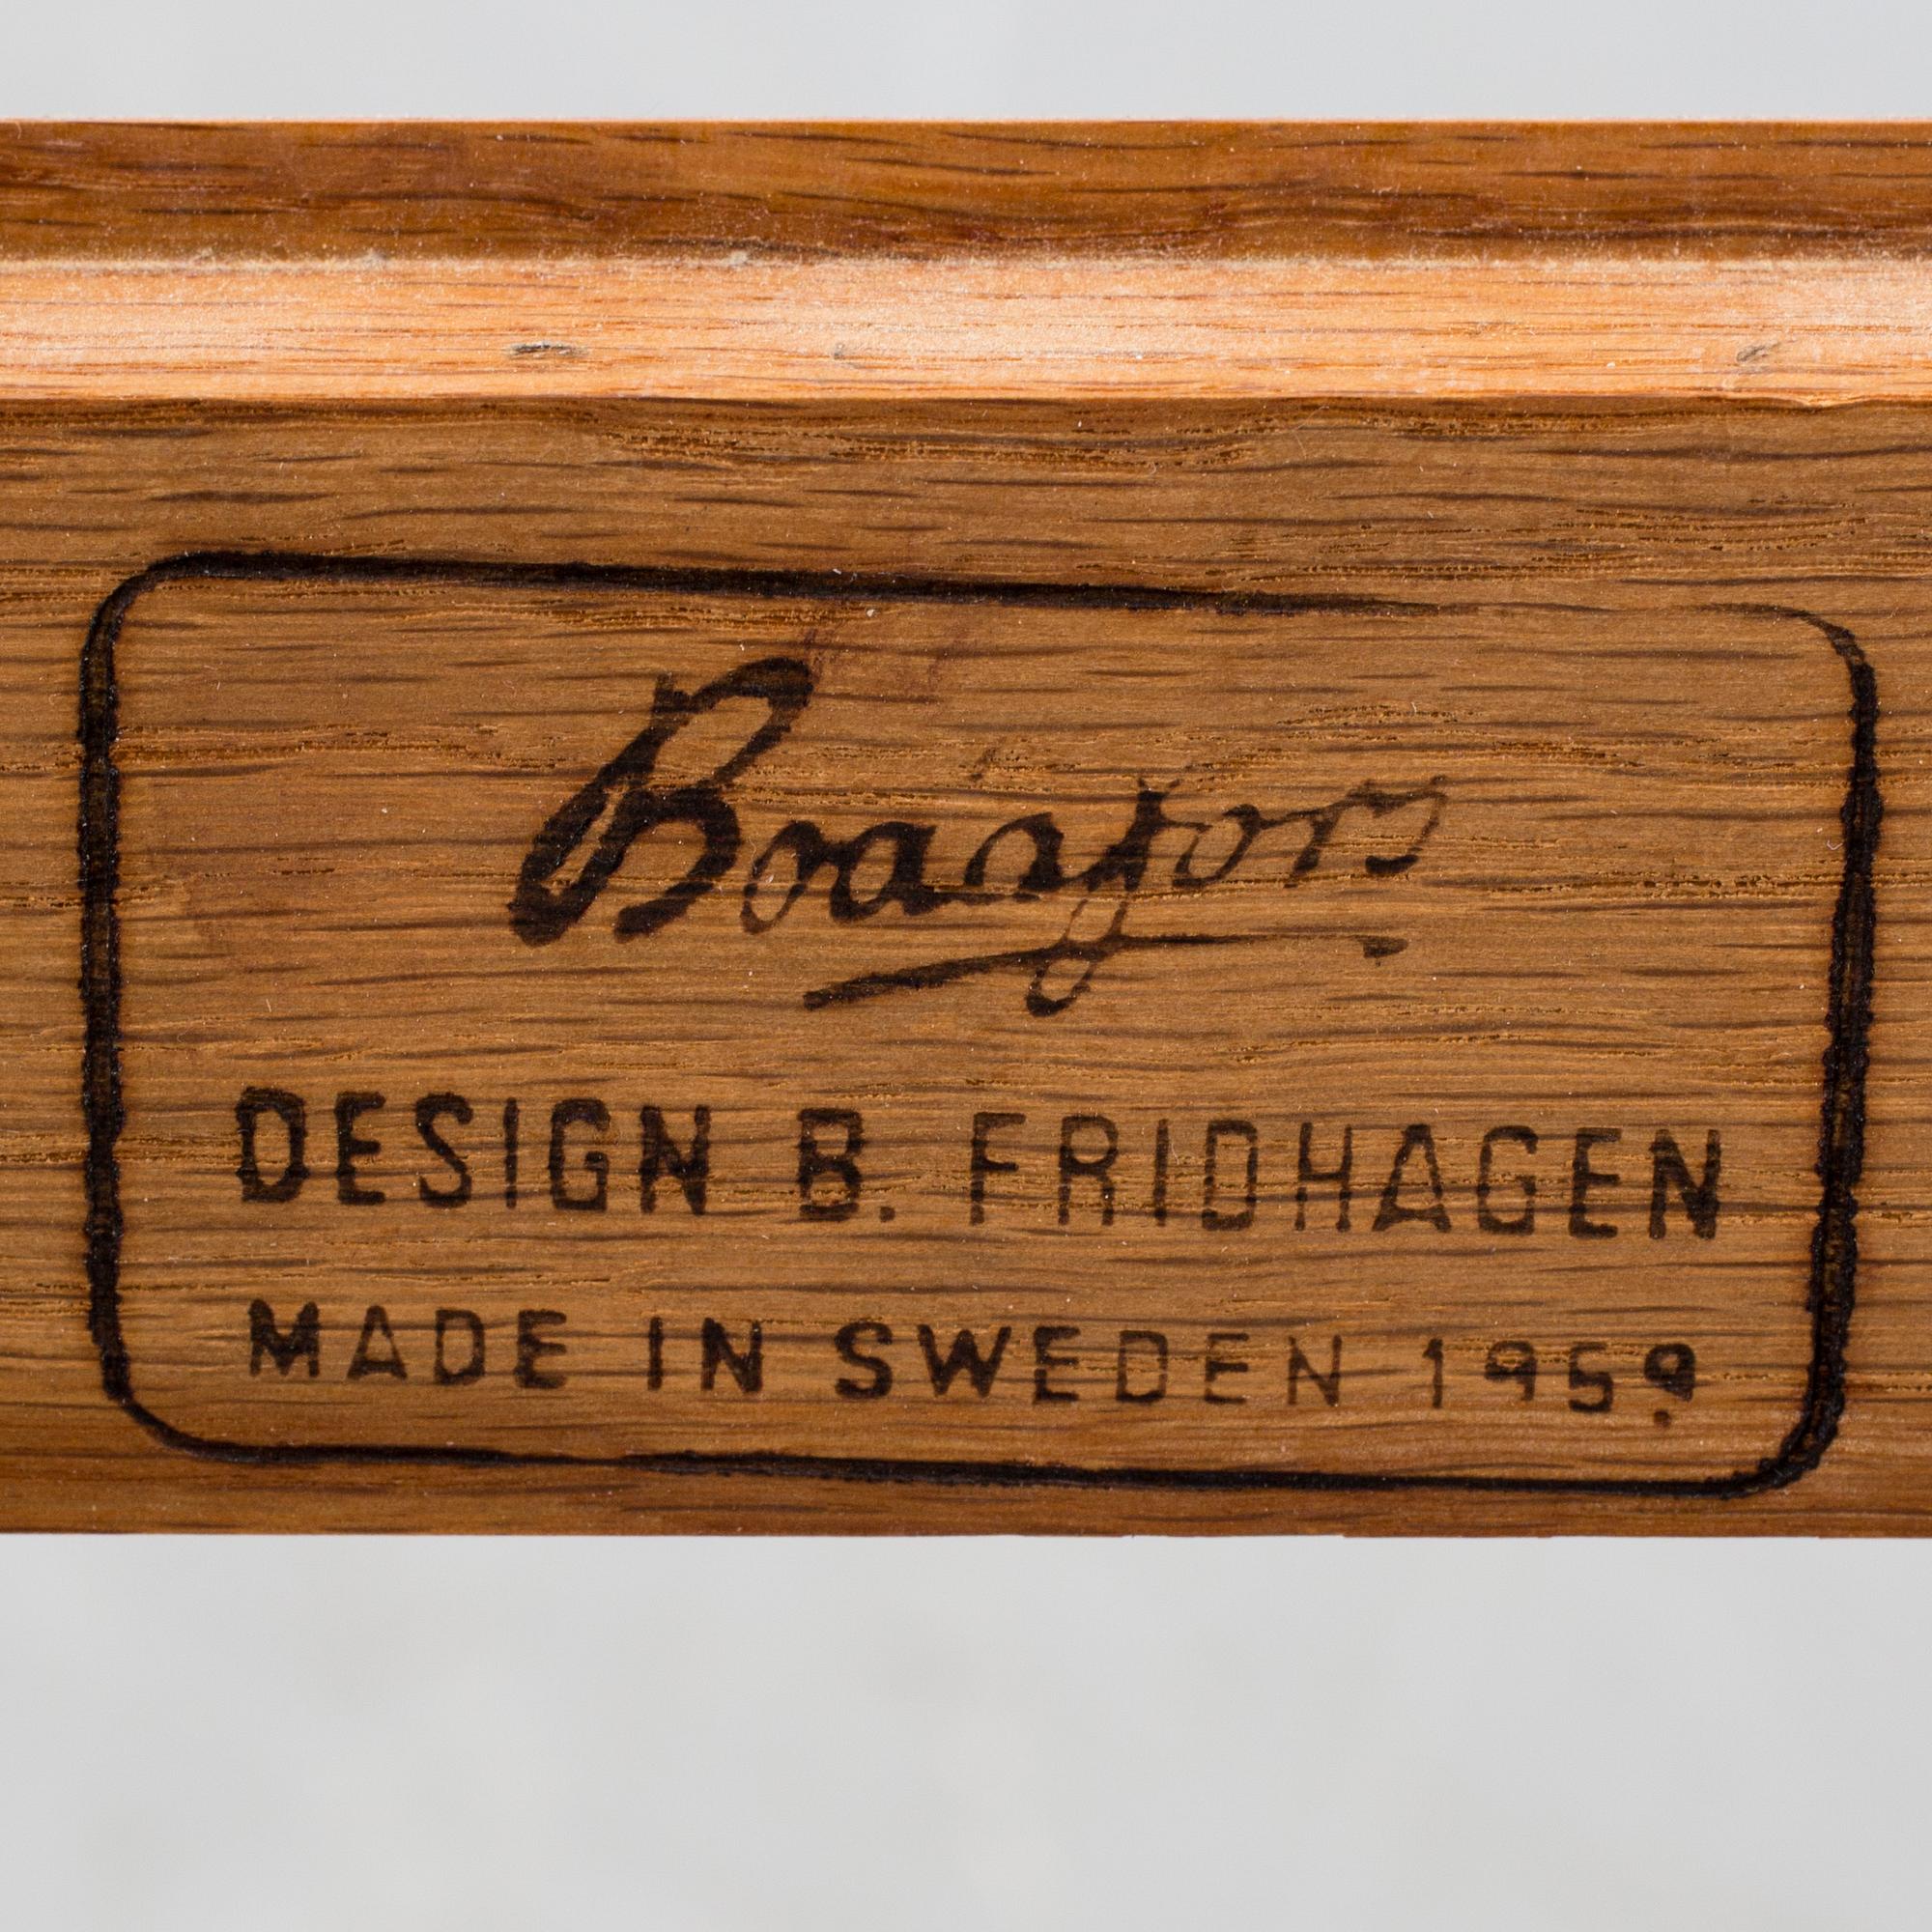 Bodafors
DESIGN B. FRIDHAGEN
MADE IN SWEDEN 1959